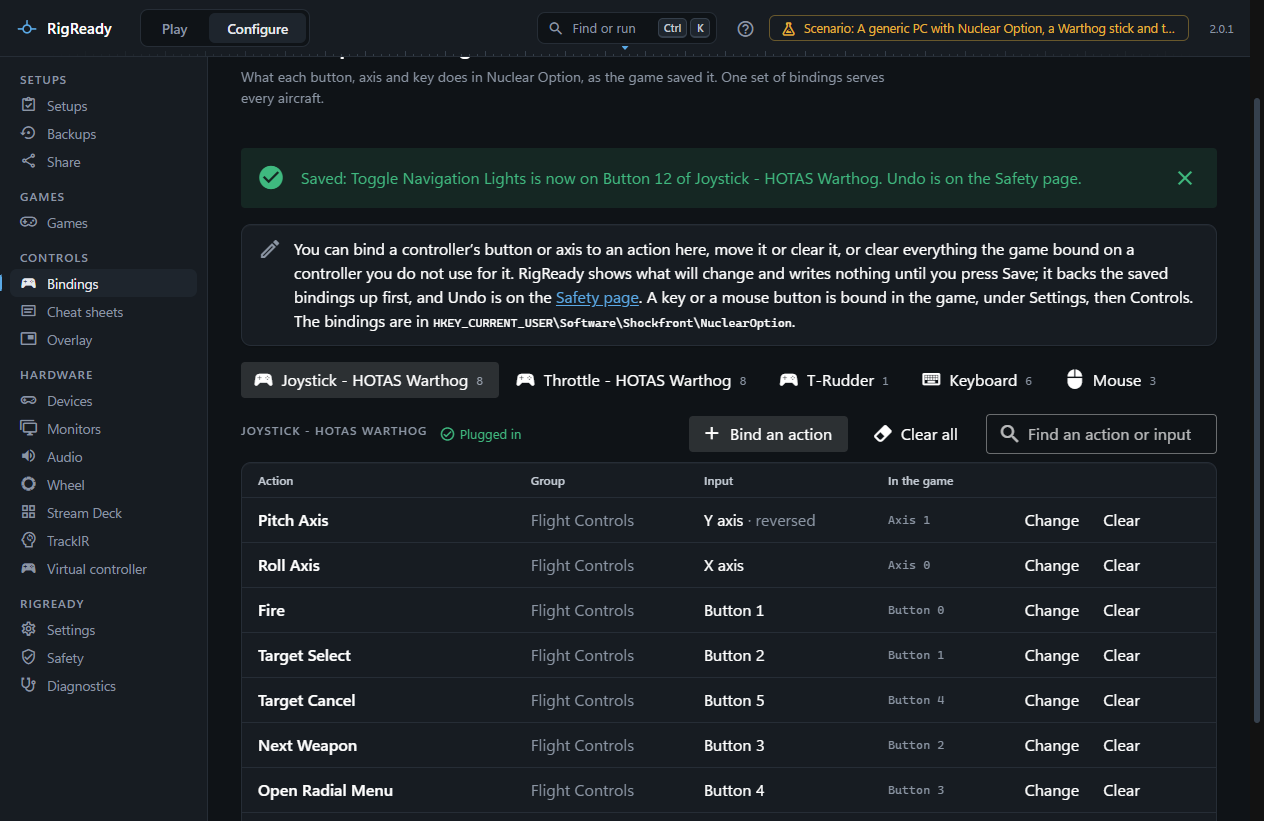 RigReady
Play
Configure
Find or run
Ctrl
K
Scenario: A generic PC with Nuclear Option, a Warthog stick and t...
2.0.1
SETUPS
Setups
Backups
Share
GAMES
Games
CONTROLS
Bindings
Cheat sheets
Overlay
HARDWARE
Devices
Monitors
Audio
Wheel
Stream Deck
TrackIR
Virtual controller
RIGREADY
Settings
Safety
Diagnostics
What each button, axis and key does in Nuclear Option, as the game saved it. One set of bindings serves
every aircraft.
Saved: Toggle Navigation Lights is now on Button 12 of Joystick - HOTAS Warthog. Undo is on the Safety page.
You can bind a controller’s button or axis to an action here, move it or clear it, or clear everything the game bound on a
controller you do not use for it. RigReady shows what will change and writes nothing until you press Save; it backs the saved
bindings up first, and Undo is on the Safety page. A key or a mouse button is bound in the game, under Settings, then Controls.
The bindings are in HKEY_CURRENT_USER\Software\Shockfront\NuclearOption.
Joystick - HOTAS Warthog 8
Throttle - HOTAS Warthog 8
T-Rudder 1
Keyboard 6
Mouse 3
JOYSTICK - HOTAS WARTHOG
Plugged in
Bind an action
Clear all
Find an action or input
Action Group Input In the game
Pitch Axis Flight Controls Y axis · reversed Axis 1 Change Clear
Roll Axis Flight Controls X axis Axis 0 Change Clear
Fire Flight Controls Button 1 Button 0 Change Clear
Target Select Flight Controls Button 2 Button 1 Change Clear
Target Cancel Flight Controls Button 5 Button 4 Change Clear
Next Weapon Flight Controls Button 3 Button 2 Change Clear
Open Radial Menu Flight Controls Button 4 Button 3 Change Clear